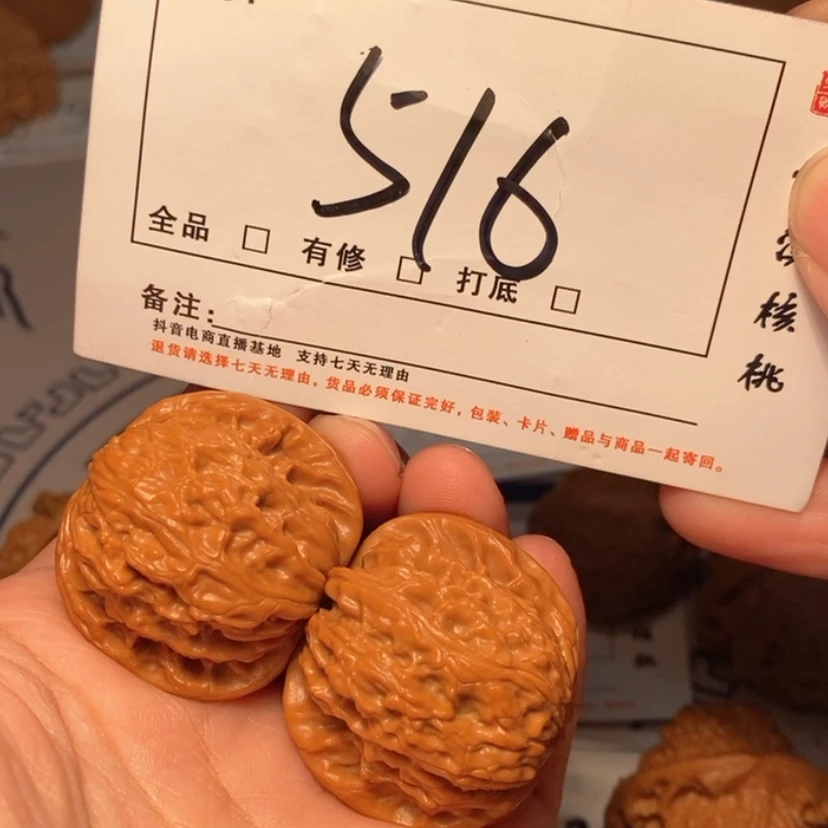 516
全品 □ 有修 □ 打底 □
备注:
抖音电商直播基地 支持七天无理由
退货请选择七天无理由，货品必须保证完好，包装、卡片、赠品与商品一起寄回。
核桃